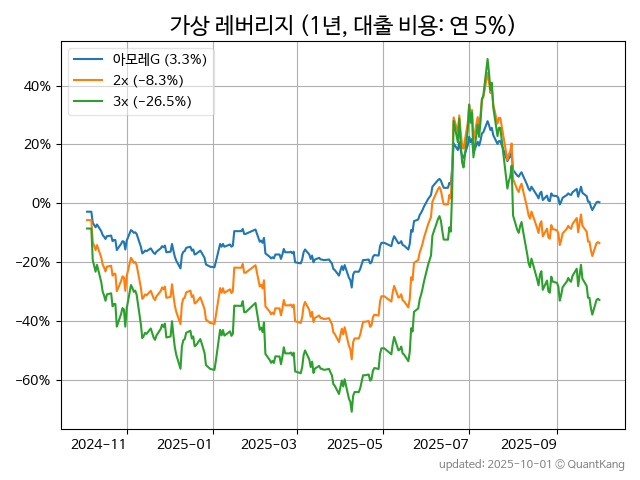 가상 레버리지 (1년, 대출 비용: 연 5%)
아모레G (3.3%)
2x (−8.3%)
3x (−26.5%)
40%
20%
0%
−20%
−40%
−60%
2024-11 2025-01 2025-03 2025-05 2025-07 2025-09
updated: 2025-10-01 © QuantKang